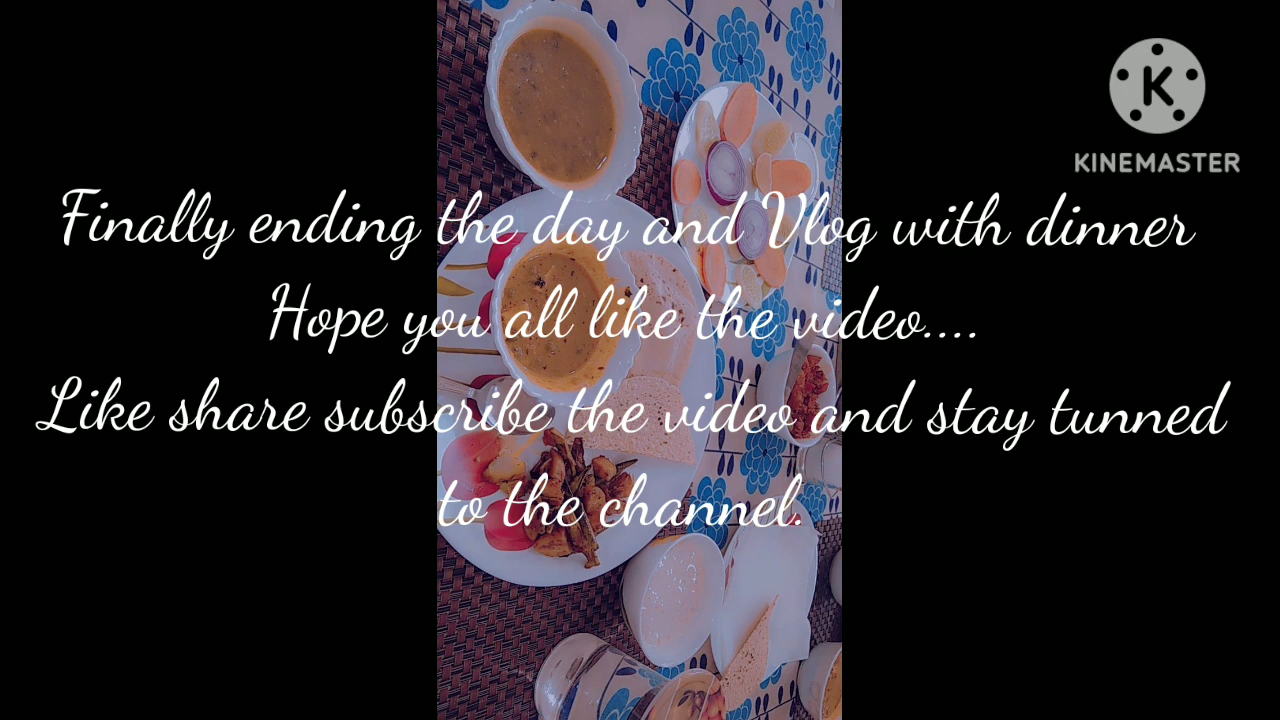 KINEMASTER
Finally ending the day and Vlog with dinner
Hope you all like the video....
Like share subscribe the video and stay tunned
to the channel.